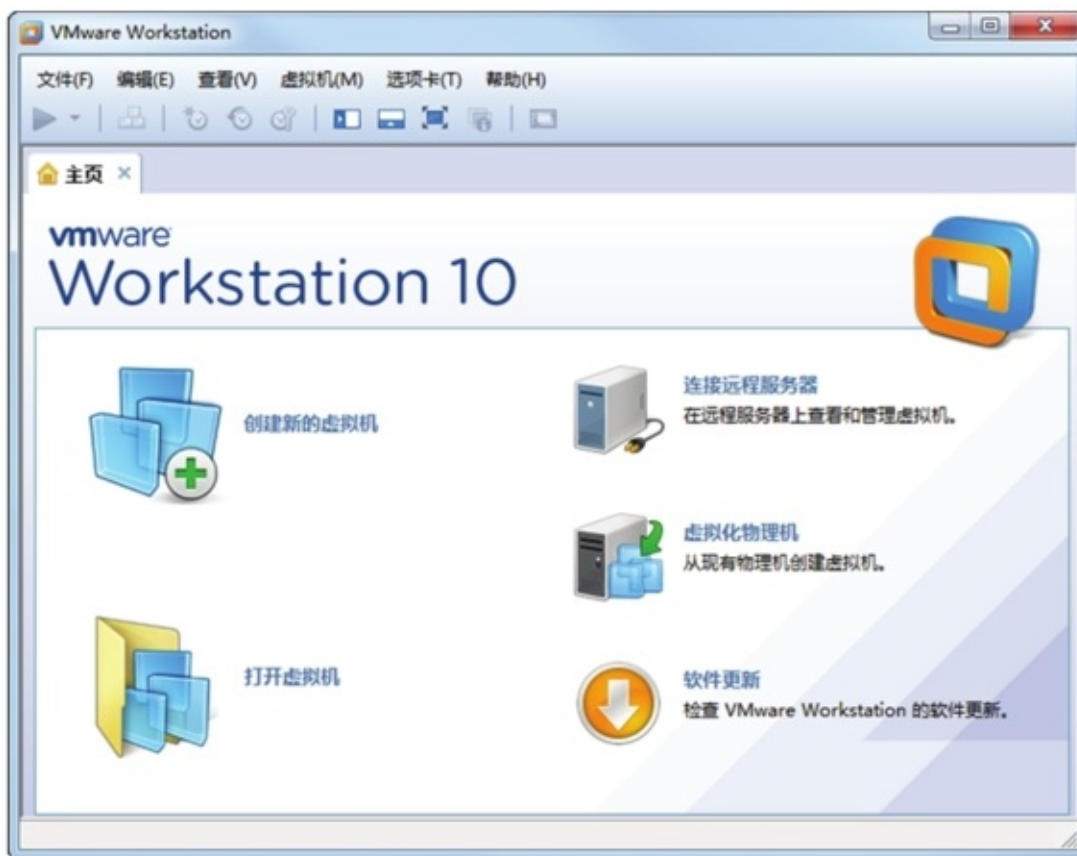 VMware Workstation
文件(F) 编辑(E) 查看(V) 虚拟机(M) 选项卡(T) 帮助(H)
主页
vmware
Workstation 10
创建新的虚拟机
连接远程服务器
在远程服务器上查看和管理虚拟机。
虚拟化物理机
从现有物理机创建虚拟机。
打开虚拟机
软件更新
检查 VMware Workstation 的软件更新。